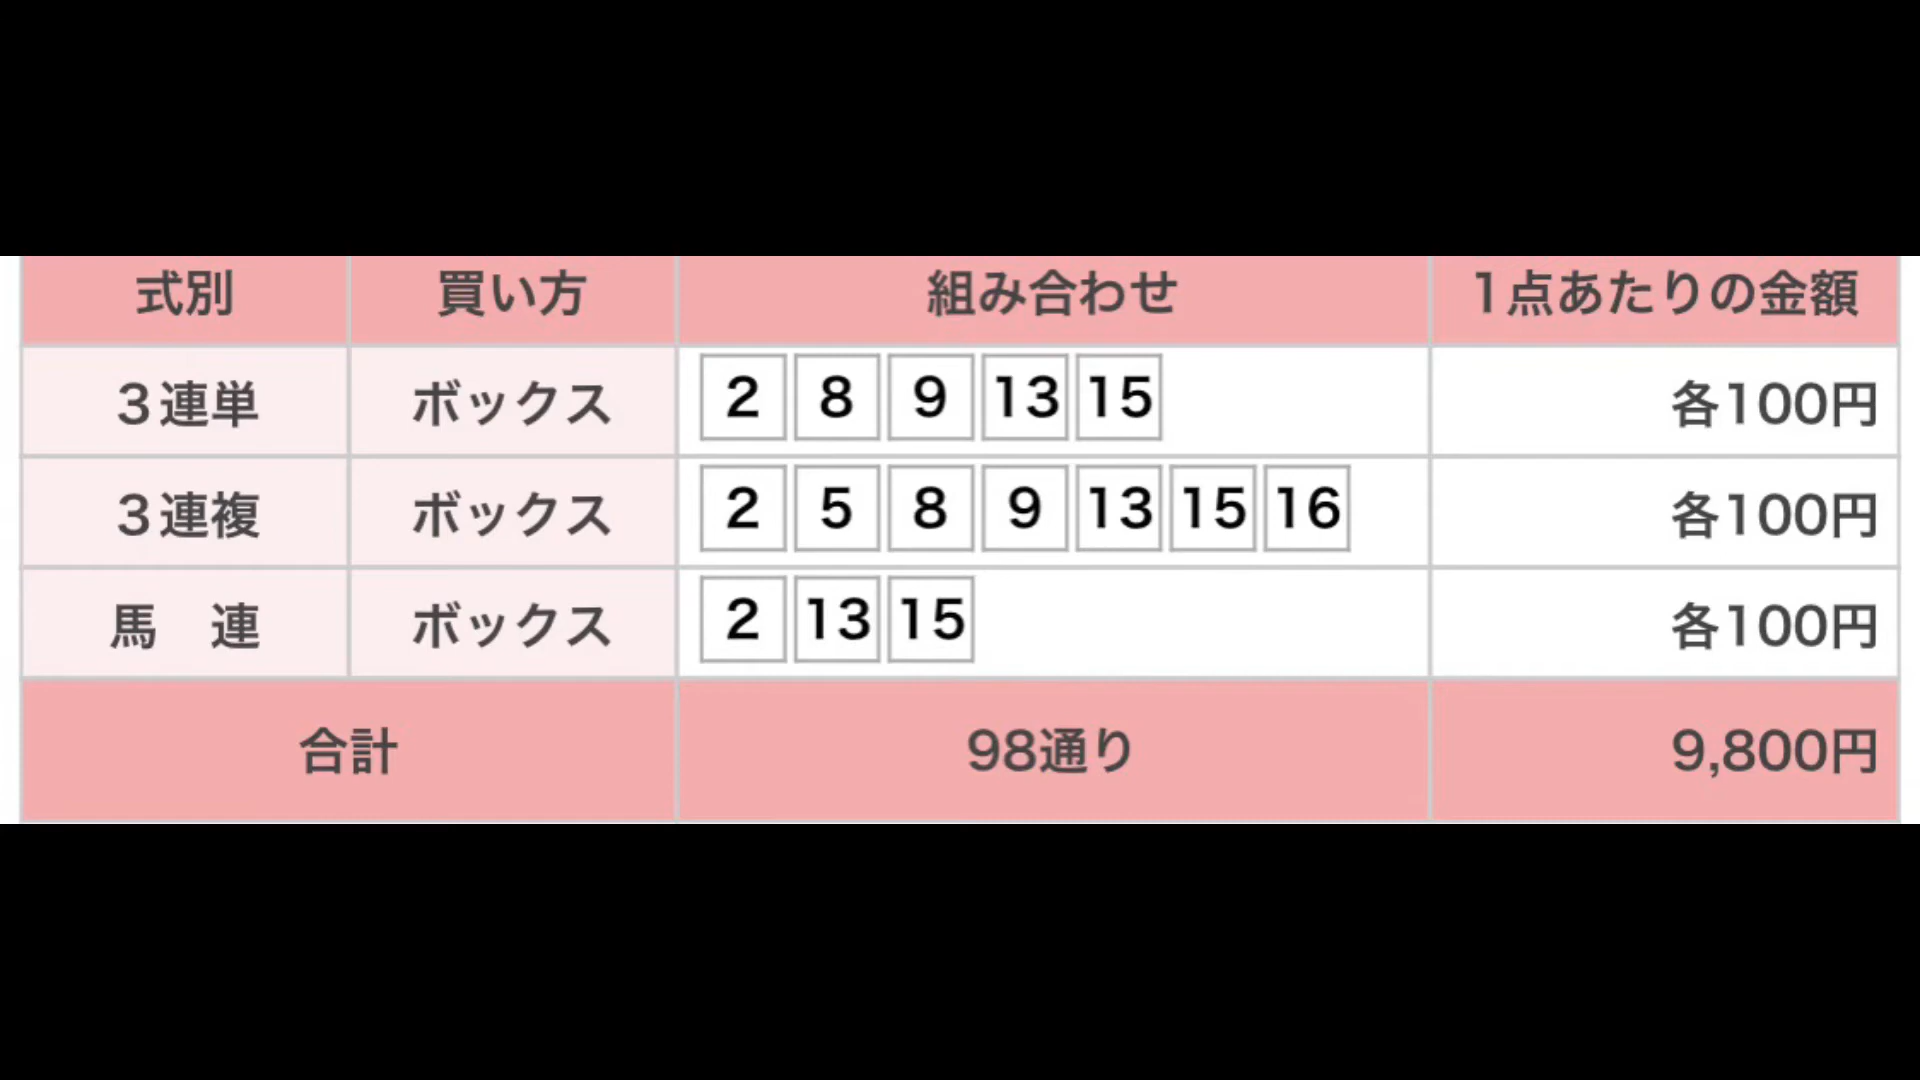 式別 買い方 組み合わせ 1点あたりの金額
３連単 ボックス 2 8 9 13 15 各100円
３連複 ボックス 2 5 8 9 13 15 16 各100円
馬　連 ボックス 2 13 15 各100円
合計 98通り 9,800円